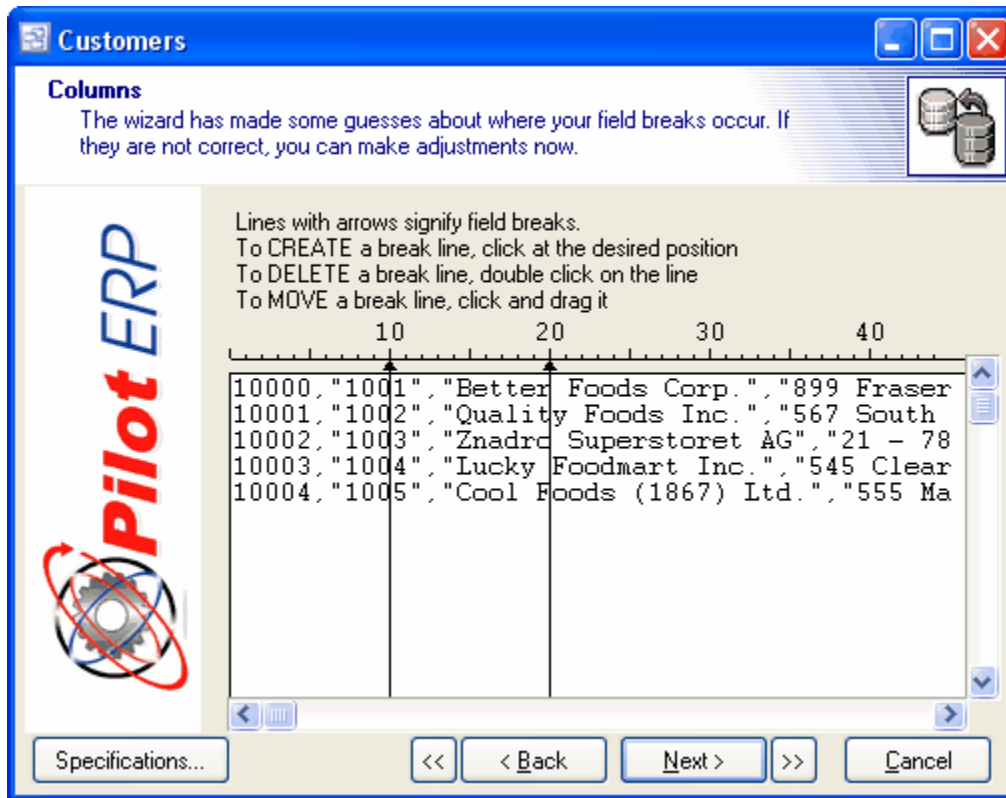 Customers
Columns
The wizard has made some guesses about where your field breaks occur. If
they are not correct, you can make adjustments now.
Pilot ERP
Lines with arrows signify field breaks.
To CREATE a break line, click at the desired position
To DELETE a break line, double click on the line
To MOVE a break line, click and drag it
10 20 30 40
10000,"1001","Better Foods Corp.","899 Fraser
10001,"1002","Quality Foods Inc.","567 South
10002,"1003","Znadro Superstoret AG","21 - 78
10003,"1004","Lucky Foodmart Inc.","545 Clear
10004,"1005","Cool Foods (1867) Ltd.","555 Ma
Specifications... << < Back Next > >> Cancel